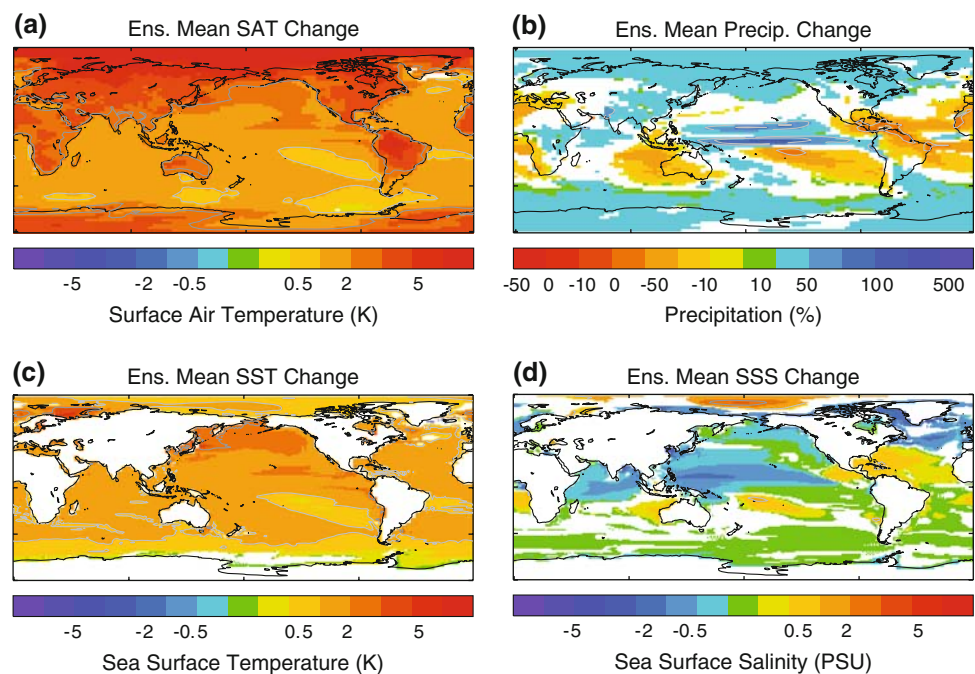 (a) Ens. Mean SAT Change
(b) Ens. Mean Precip. Change
-5 -2 -0.5 0.5 2 5
Surface Air Temperature (K)
-50 0 -10 0 -50 -10 10 50 100 500
Precipitation (%)
(c) Ens. Mean SST Change
(d) Ens. Mean SSS Change
-5 -2 -0.5 0.5 2 5
Sea Surface Temperature (K)
-5 -2 -0.5 0.5 2 5
Sea Surface Salinity (PSU)